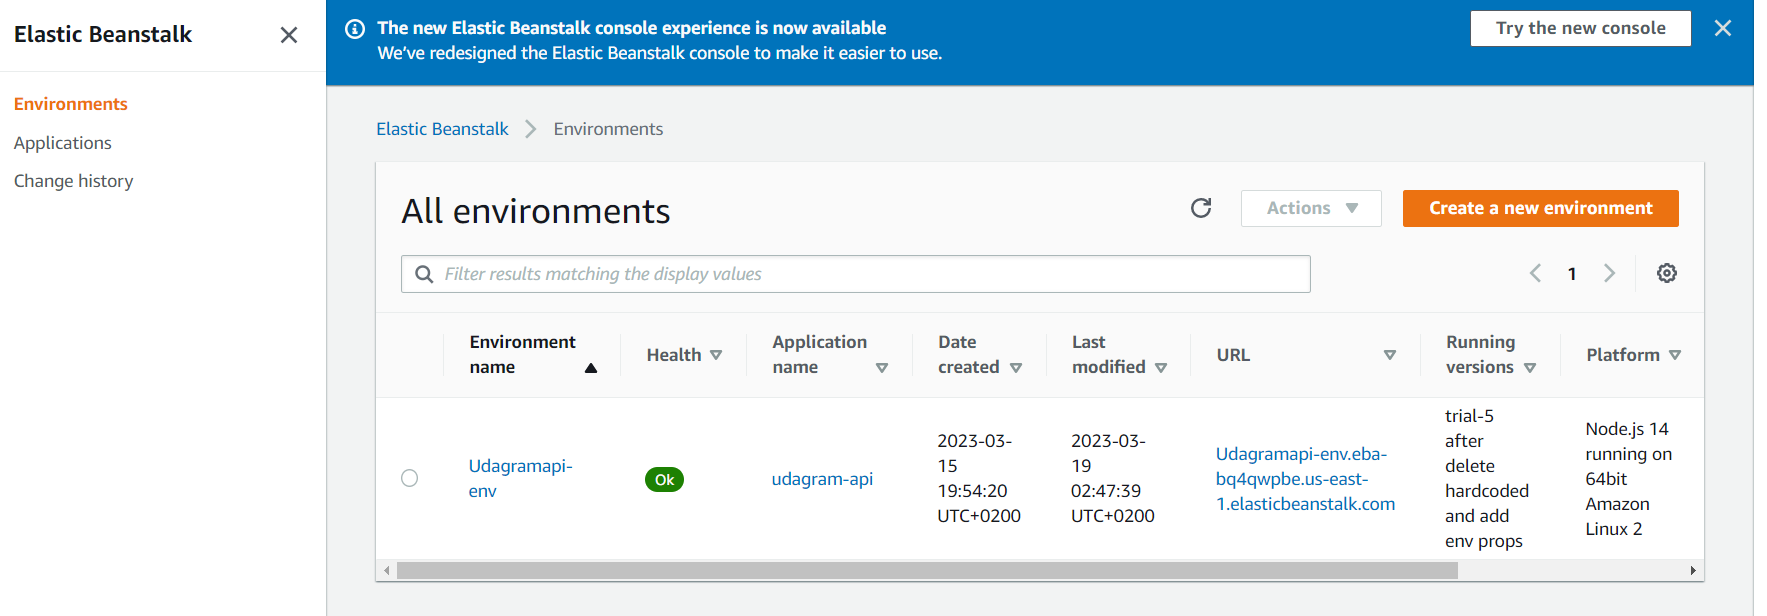 Elastic Beanstalk
Environments
Applications
Change history
The new Elastic Beanstalk console experience is now available
We've redesigned the Elastic Beanstalk console to make it easier to use.
Try the new console
Elastic Beanstalk
Environments
All environments
Actions
Create a new environment
Filter results matching the display values
1
Environment
name
Health
Application
name
Date
created
Last
modified
URL
Running
versions
Platform
Udagramapi-
env
Ok
udagram-api
2023-03-
15
19:54:20
UTC+0200
2023-03-
19
02:47:39
UTC+0200
Udagramapi-env.eba-
bq4qwpbe.us-east-
1.elasticbeanstalk.com
trial-5
after
delete
hardcoded
and add
env props
Node.js 14
running on
64bit
Amazon
Linux 2